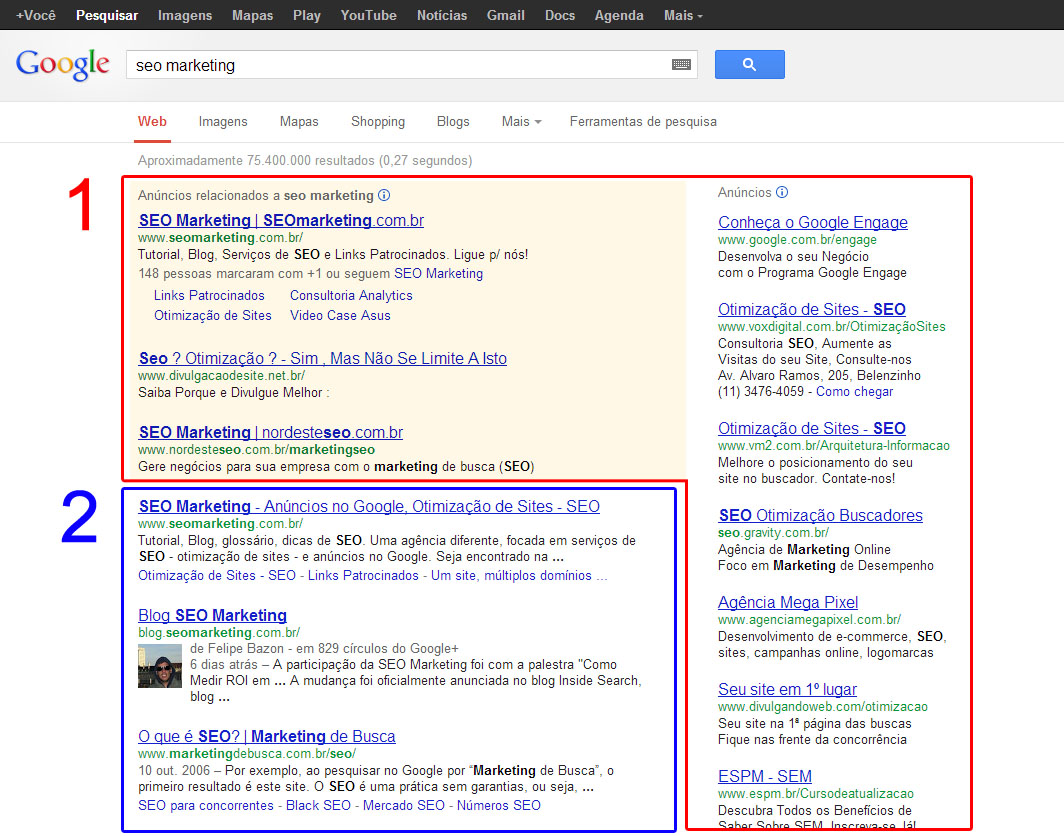 +Você Pesquisar Imagens Mapas Play YouTube Notícias Gmail Docs Agenda Mais
Google
seo marketing
Web Imagens Mapas Shopping Blogs Mais Ferramentas de pesquisa
Aproximadamente 75.400.000 resultados (0,27 segundos)
1
Anúncios relacionados a seo marketing
SEO Marketing | SEOmarketing.com.br
www.seomarketing.com.br/
Tutorial, Blog, Serviços de SEO e Links Patrocinados. Ligue p/ nós!
148 pessoas marcaram com +1 ou seguem SEO Marketing
Links Patrocinados Consultoria Analytics
Otimização de Sites Video Case Asus
Seo ? Otimização ? - Sim , Mas Não Se Limite A Isto
www.divulgacaodesite.net.br/
Saiba Porque e Divulgue Melhor :
SEO Marketing | nordesteseo.com.br
www.nordesteseo.com.br/marketingseo
Gere negócios para sua empresa com o marketing de busca (SEO)
2
SEO Marketing - Anúncios no Google, Otimização de Sites - SEO
www.seomarketing.com.br/
Tutorial, Blog, glossário, dicas de SEO. Uma agência diferente, focada em serviços de
SEO - otimização de sites - e anúncios no Google. Seja encontrado na ...
Otimização de Sites - SEO - Links Patrocinados - Um site, múltiplos domínios ...
Blog SEO Marketing
blog.seomarketing.com.br/
de Felipe Bazon - em 829 círculos do Google+
6 dias atrás – A participação da SEO Marketing foi com a palestra "Como
Medir ROI em ... A mudança foi oficialmente anunciada no blog Inside Search,
blog ...
O que é SEO? | Marketing de Busca
www.marketingdebusca.com.br/seo/
10 out. 2006 – Por exemplo, ao pesquisar no Google por “Marketing de Busca”, o
primeiro resultado é este site. O SEO é uma prática sem garantias, ou seja, ...
SEO para concorrentes - Black SEO - Mercado SEO - Números SEO
Anúncios
Conheça o Google Engage
www.google.com.br/engage
Desenvolva o seu Negócio
com o Programa Google Engage
Otimização de Sites - SEO
www.voxdigital.com.br/OtimizaçãoSites
Consultoria SEO, Aumente as
Visitas do seu Site, Consulte-nos
Av. Alvaro Ramos, 205, Belenzinho
(11) 3476-4059 - Como chegar
Otimização de Sites - SEO
www.vm2.com.br/Arquitetura-Informacao
Melhore o posicionamento do seu
site no buscador. Contate-nos!
SEO Otimização Buscadores
seo.gravity.com.br/
Agência de Marketing Online
Foco em Marketing de Desempenho
Agência Mega Pixel
www.agenciamegapixel.com.br/
Desenvolvimento de e-commerce, SEO,
sites, campanhas online, logomarcas
Seu site em 1º lugar
www.divulgandoweb.com/otimizacao
Seu site na 1ª página das buscas
Fique nas frente da concorrência
ESPM - SEM
www.espm.br/Cursodeatualizacao
Descubra Todos os Benefícios de
Saber Sobre SEM. Inscreva-se Já!